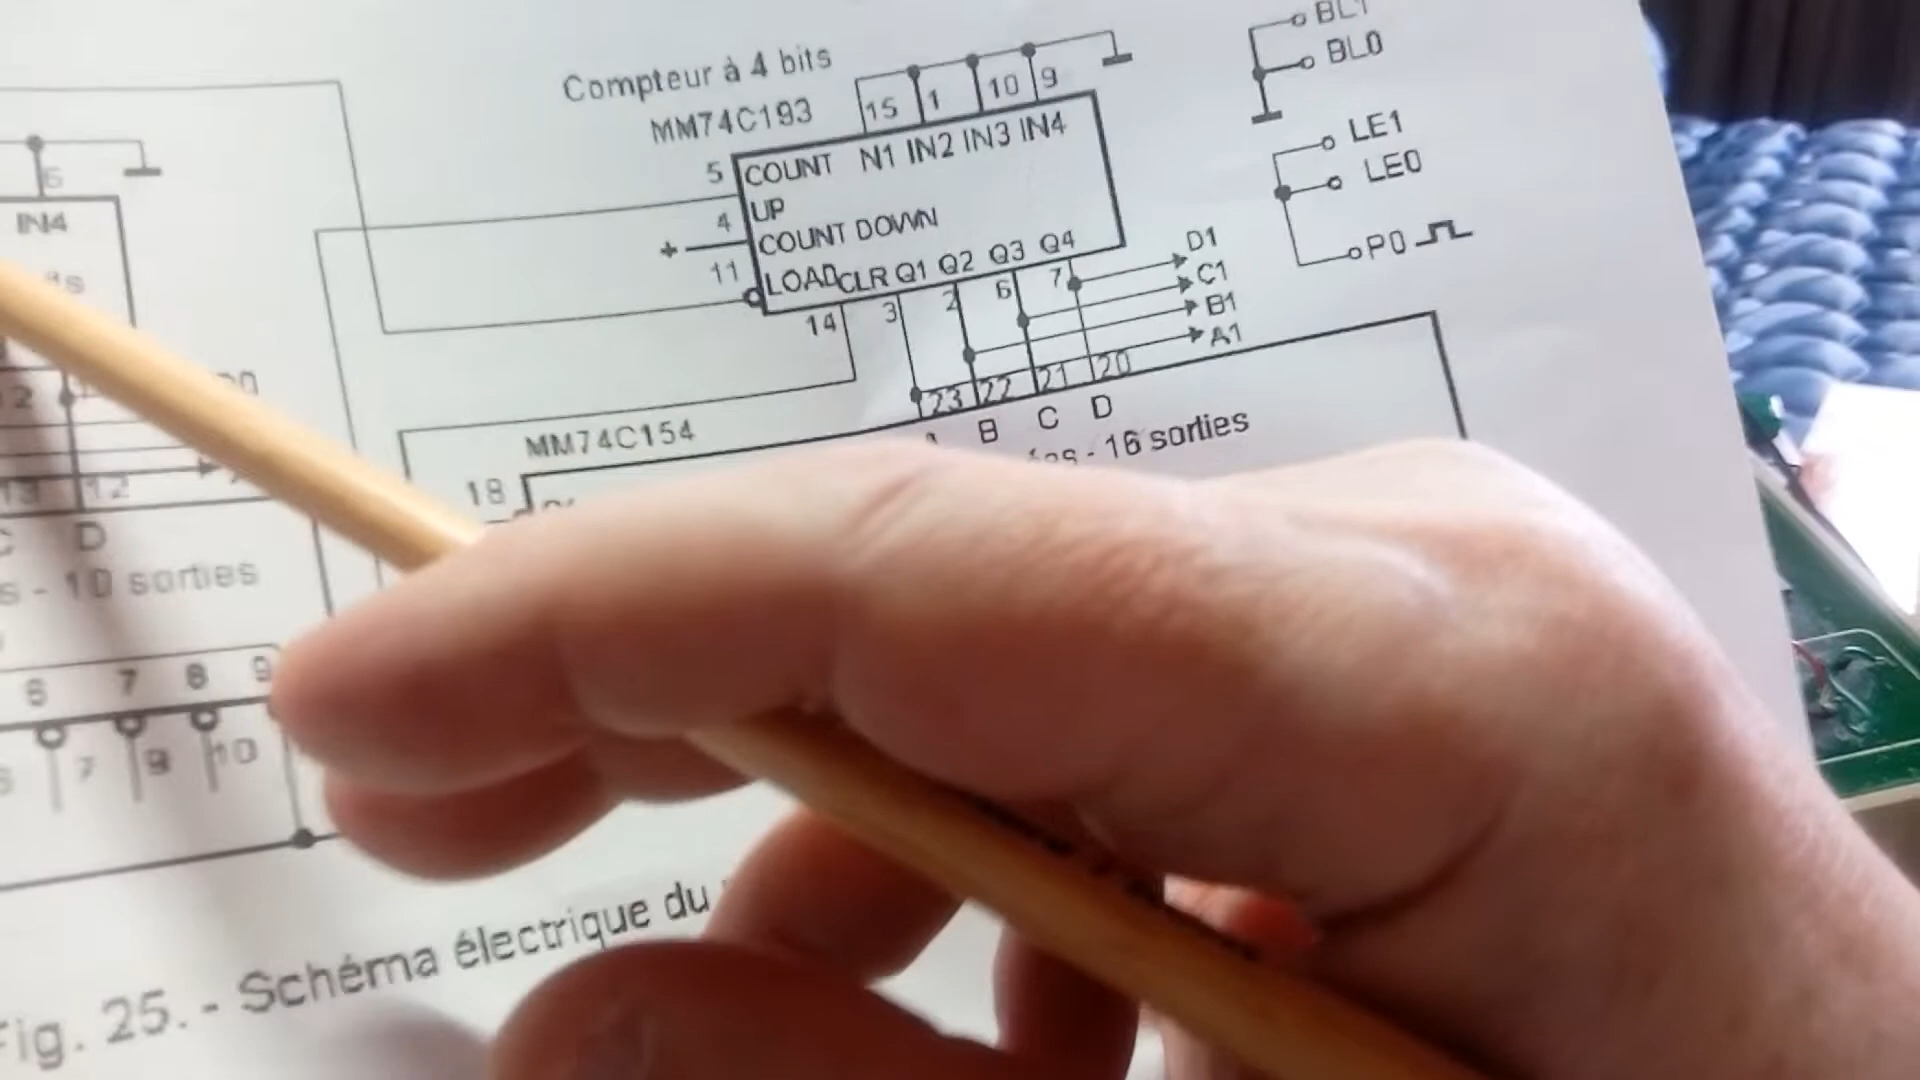 Compteur à 4 bits
MM74C193
15 1 10 9
BL1
BL0
5 COUNT N1 IN2 IN3 IN4
UP
4
COUNT DOWN
11
LOAD CLR Q1 Q2 Q3 Q4
14 3 2 6 7
D1
C1
B1
A1
LE1
LE0
P0
23 22 21 20
MM74C154
B C D
- 16 sorties
18
6
IN4
12
D
- 10 sorties
6 7 8 9
7 9 10
Fig. 25. - Schéma électrique du